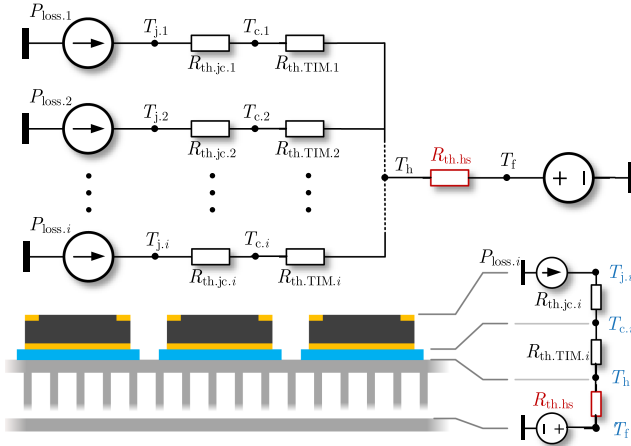 P_loss.1 T_j.1 T_c.1
R_th.jc.1 R_th.TIM.1
P_loss.2 T_j.2 T_c.2
R_th.jc.2 R_th.TIM.2
T_h R_th.hs T_f
+ −
P_loss.i T_j.i T_c.i
R_th.jc.i R_th.TIM.i
P_loss.i T_j.i
R_th.jc.i
T_c.i
R_th.TIM.i
T_h
R_th.hs
− + T_f